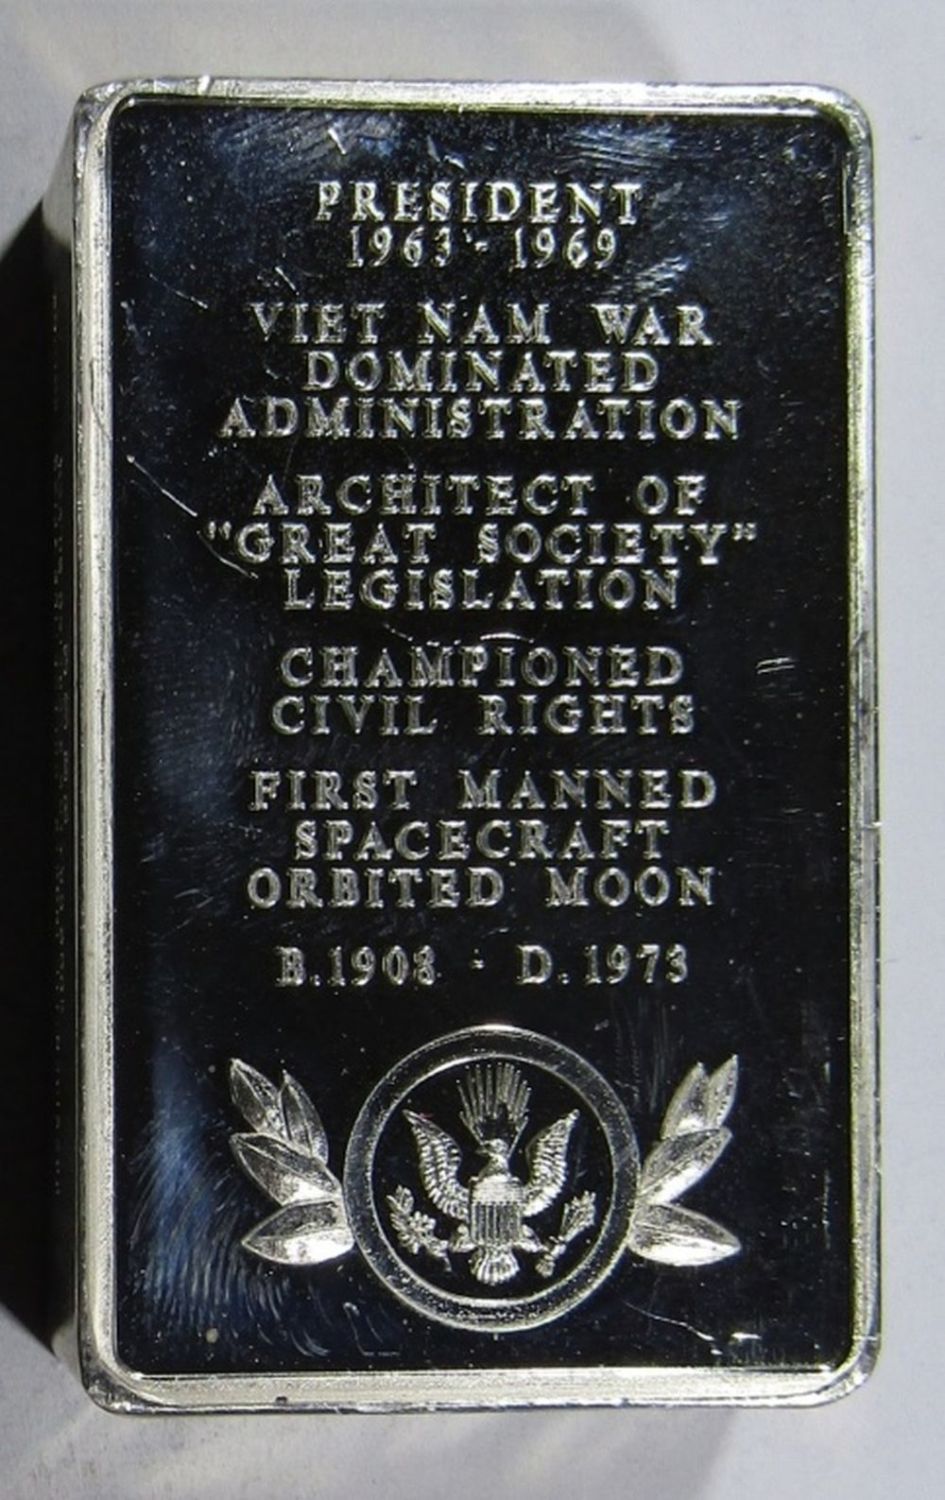 PRESIDENT
1963 - 1969
VIET NAM WAR
DOMINATED
ADMINISTRATION
ARCHITECT OF
"GREAT SOCIETY"
LEGISLATION
CHAMPIONED
CIVIL RIGHTS
FIRST MANNED
SPACECRAFT
ORBITED MOON
B.1908 - D.1973